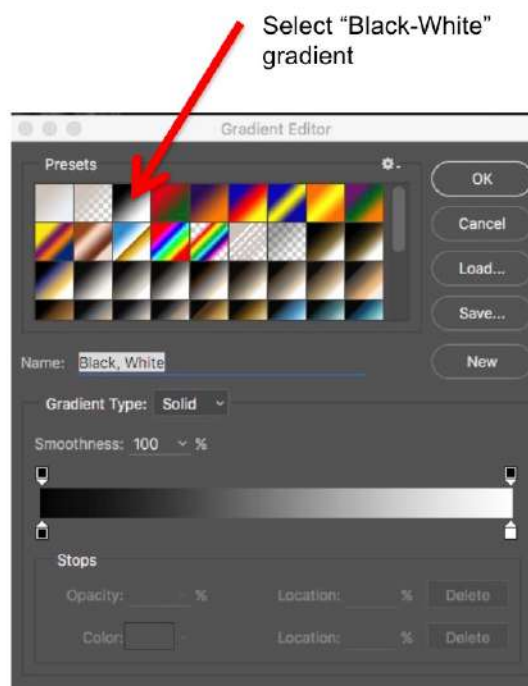 Select “Black-White”
gradient
Gradient Editor
Presets
OK
Cancel
Load...
Save...
Name: Black, White
New
Gradient Type: Solid
Smoothness: 100 %
Stops
Opacity: % Location: % Delete
Color: Location: % Delete